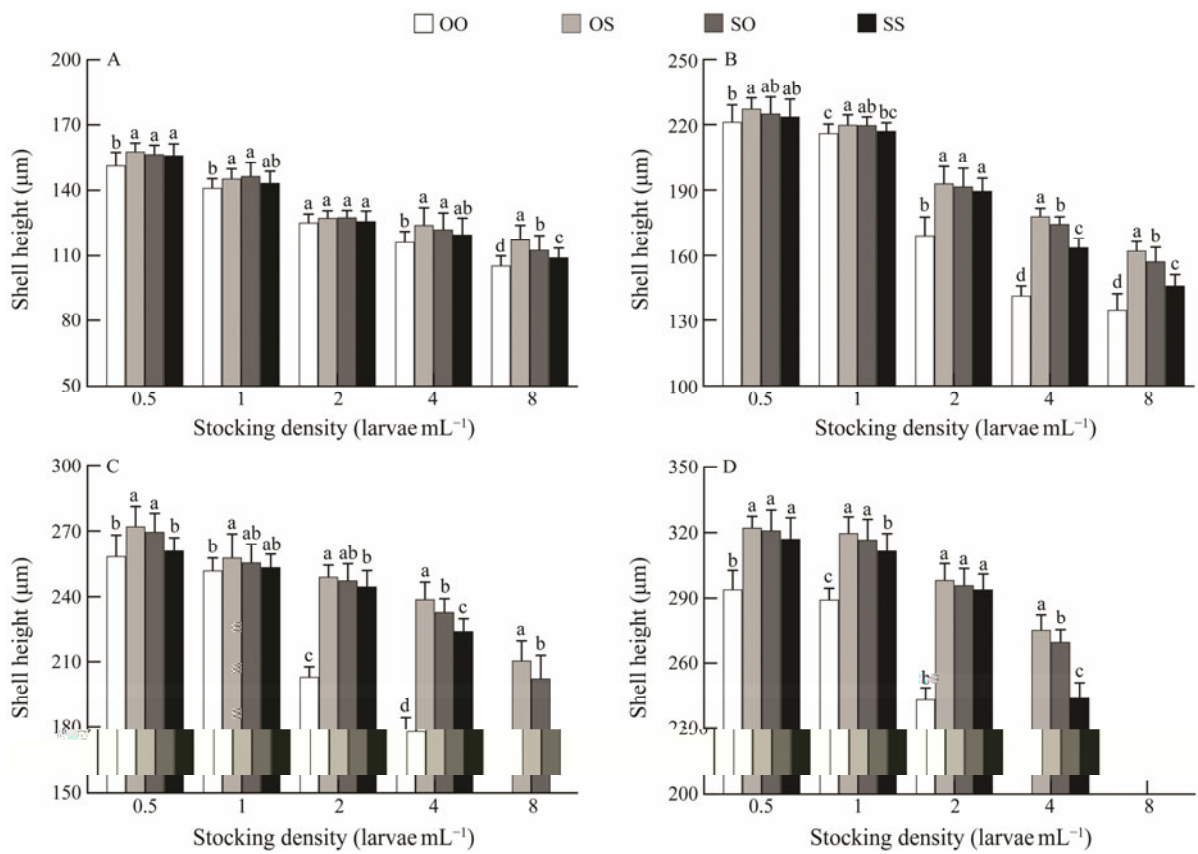 OO OS SO SS
A
200
170
140
110
80
50
Shell height (μm)
b a a a
b a a ab
a a a a
b a a ab
d a b c
0.5 1 2 4 8
Stocking density (larvae mL⁻¹)
B
250
220
190
160
130
100
Shell height (μm)
b a ab ab
c a ab bc
b a a a
d a b c
d a b c
0.5 1 2 4 8
Stocking density (larvae mL⁻¹)
C
300
270
240
210
180
150
Shell height (μm)
b a a b
b a ab ab
c a ab b
d a b c
a b
0.5 1 2 4 8
Stocking density (larvae mL⁻¹)
D
350
320
290
260
230
200
Shell height (μm)
b a a a
c a a b
b a a a
a b c
0.5 1 2 4 8
Stocking density (larvae mL⁻¹)